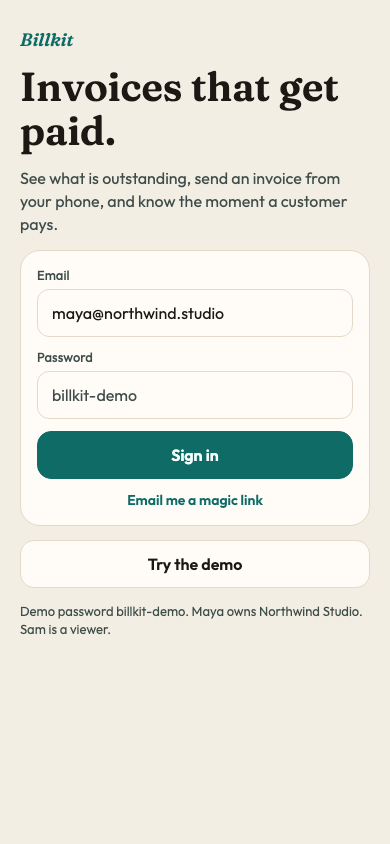 Billkit
Invoices that get
paid.
See what is outstanding, send an invoice from
your phone, and know the moment a customer
pays.
Email
maya@northwind.studio
Password
billkit-demo
Sign in
Email me a magic link
Try the demo
Demo password billkit-demo. Maya owns Northwind Studio.
Sam is a viewer.